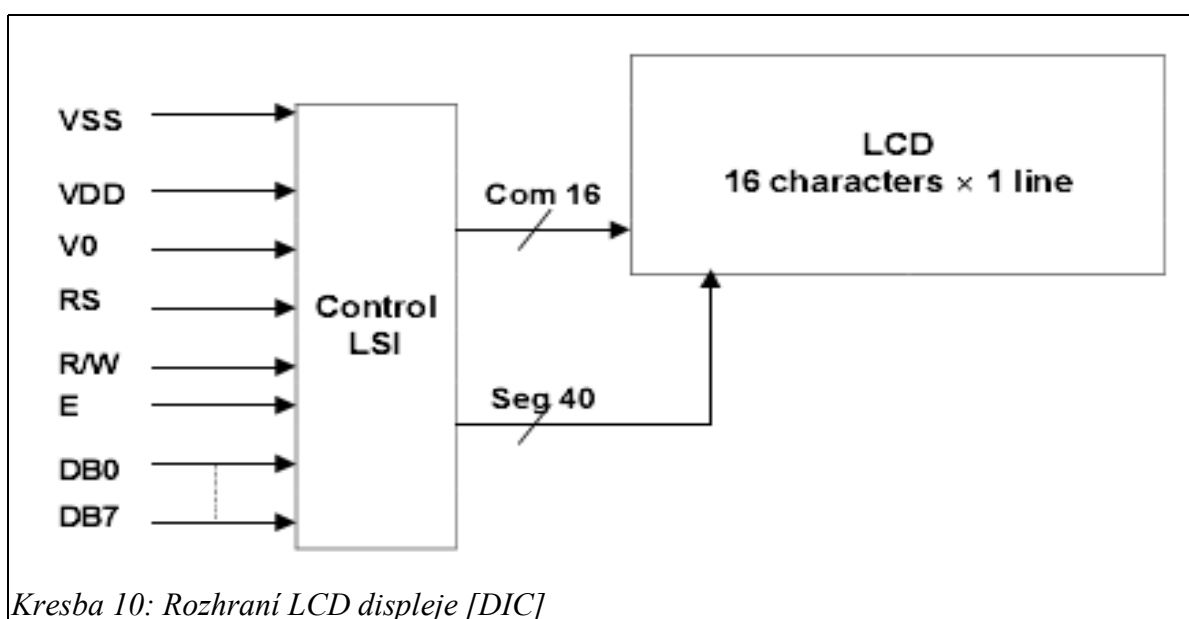 VSS
VDD
V0
RS
R/W
E
DB0
DB7
Control
LSI
Com 16
Seg 40
LCD
16 characters × 1 line
Kresba 10: Rozhraní LCD displeje [DIC]